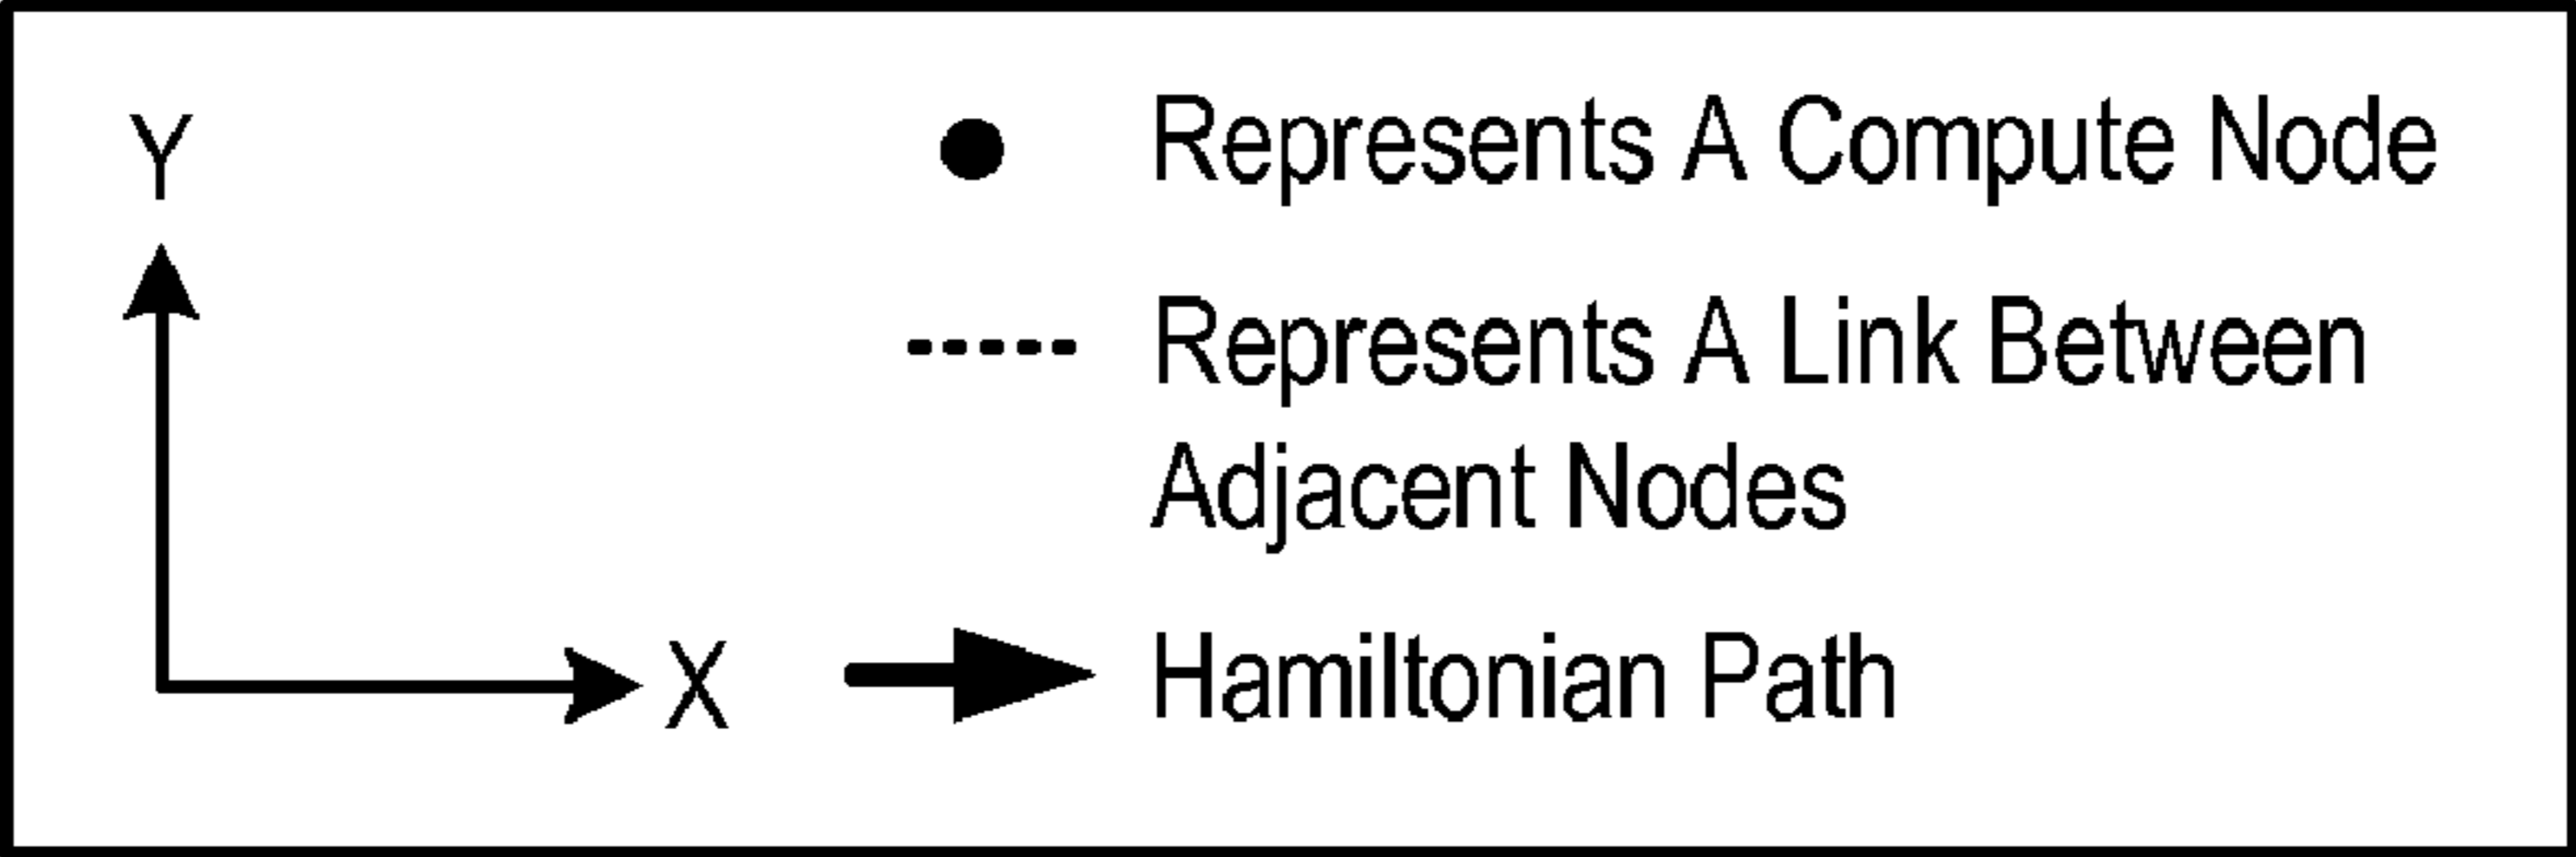 Y
Represents A Compute Node
Represents A Link Between
Adjacent Nodes
X
Hamiltonian Path